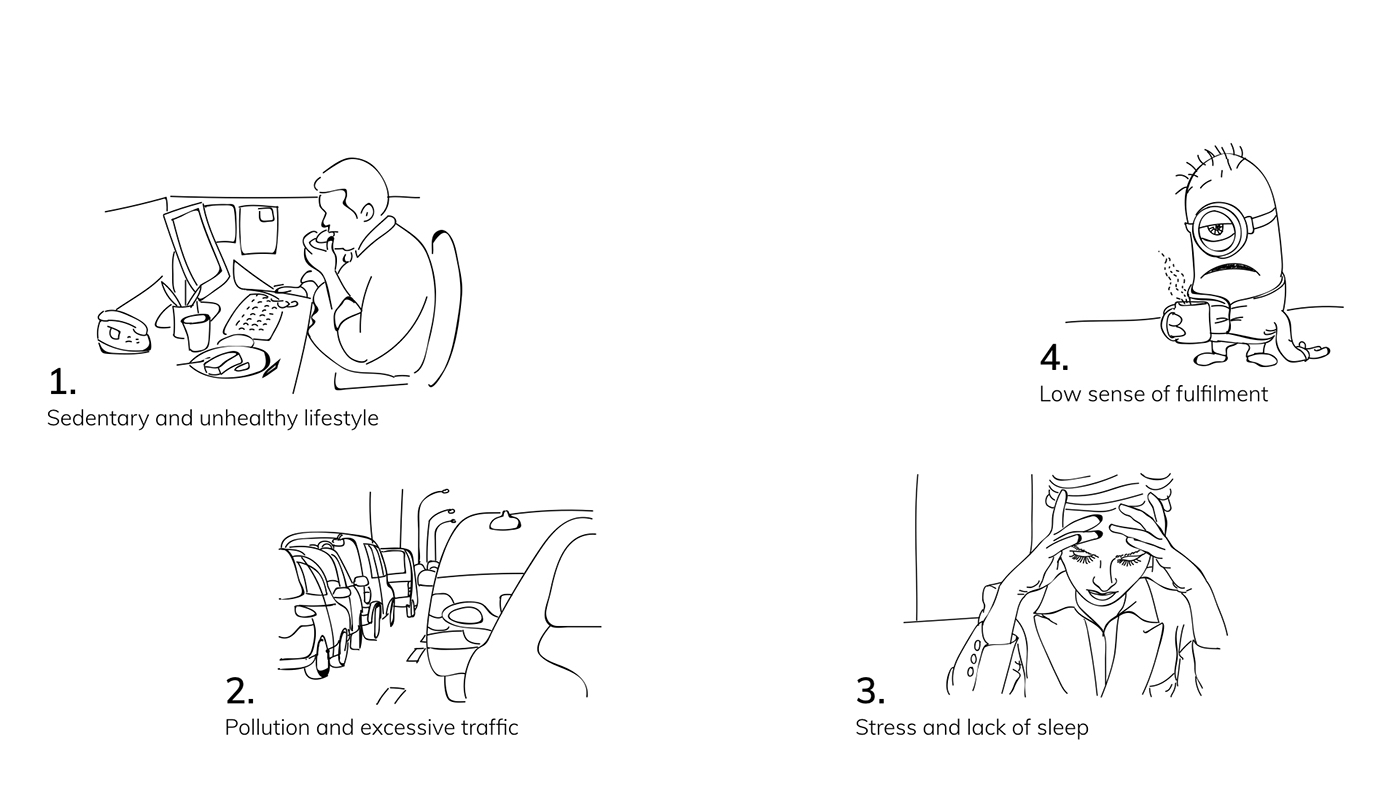 1.
Sedentary and unhealthy lifestyle
2.
Pollution and excessive traffic
3.
Stress and lack of sleep
4.
Low sense of fulfilment